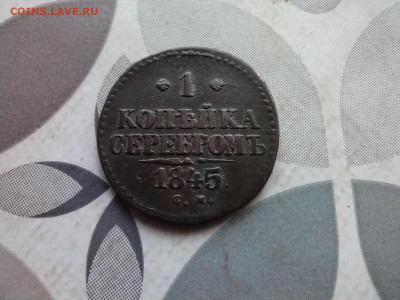 COINS.LAVE.RU
1
КОПѢЙКА
СЕРЕБРОМЪ
1845.
С. М.